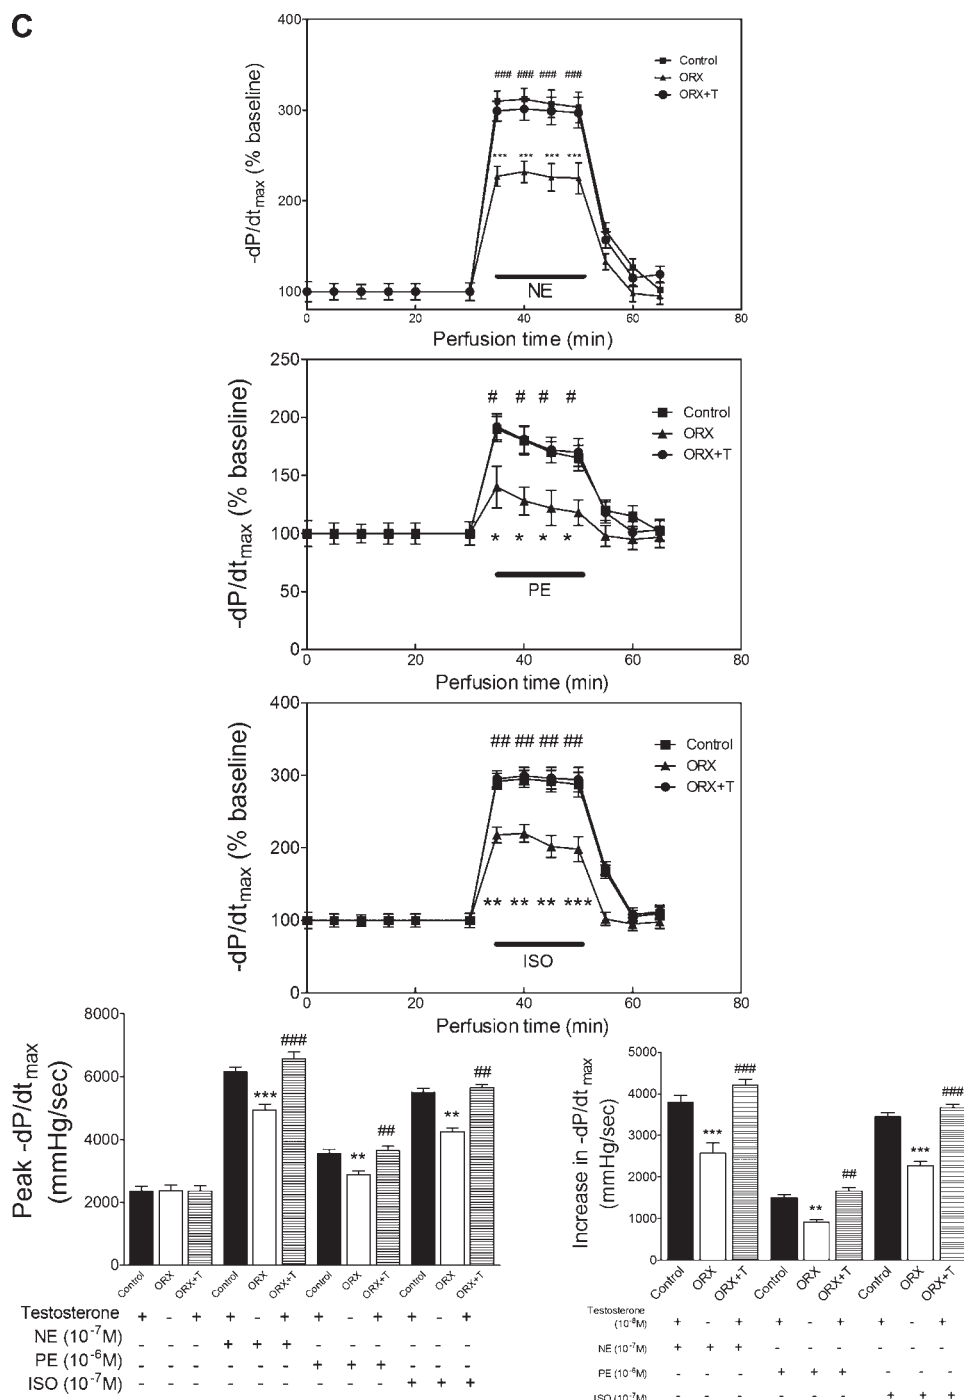 C
400
300
200
100
-dP/dtmax (% baseline)
Control
ORX
ORX+T
### ### ### ###
*** *** *** ***
NE
0 20 40 60 80
Perfusion time (min)
250
200
150
100
50
0
-dP/dtmax (% baseline)
# # # #
Control
ORX
ORX+T
* * * *
PE
0 20 40 60 80
Perfusion time (min)
400
300
200
100
0
-dP/dtmax (% baseline)
## ## ## ##
Control
ORX
ORX+T
** ** ** ***
ISO
0 20 40 60 80
Perfusion time (min)
8000
6000
4000
2000
0
Peak -dP/dtmax
(mmHg/sec)
*** ### ** ## ** ##
Control ORX ORX+T Control ORX ORX+T Control ORX ORX+T Control ORX ORX+T
Testosterone + - + + - + + - + + - +
NE (10-7M) - - - + + + - - - - - -
PE (10-6M) - - - - - - + + + - - -
ISO (10-7M) - - - - - - - - - + + +
5000
4000
3000
2000
1000
0
Increase in -dP/dt max
(mmHg/sec)
*** ### ** ## *** ###
Control ORX ORX+T Control ORX ORX+T Control ORX ORX+T
Testosterone
(10-8M) + - + + - + + - +
NE (10-7M) + + + - - - - - -
PE (10-6M) - - - + + + - - -
ISO (10-7M) - - - - - - + + +